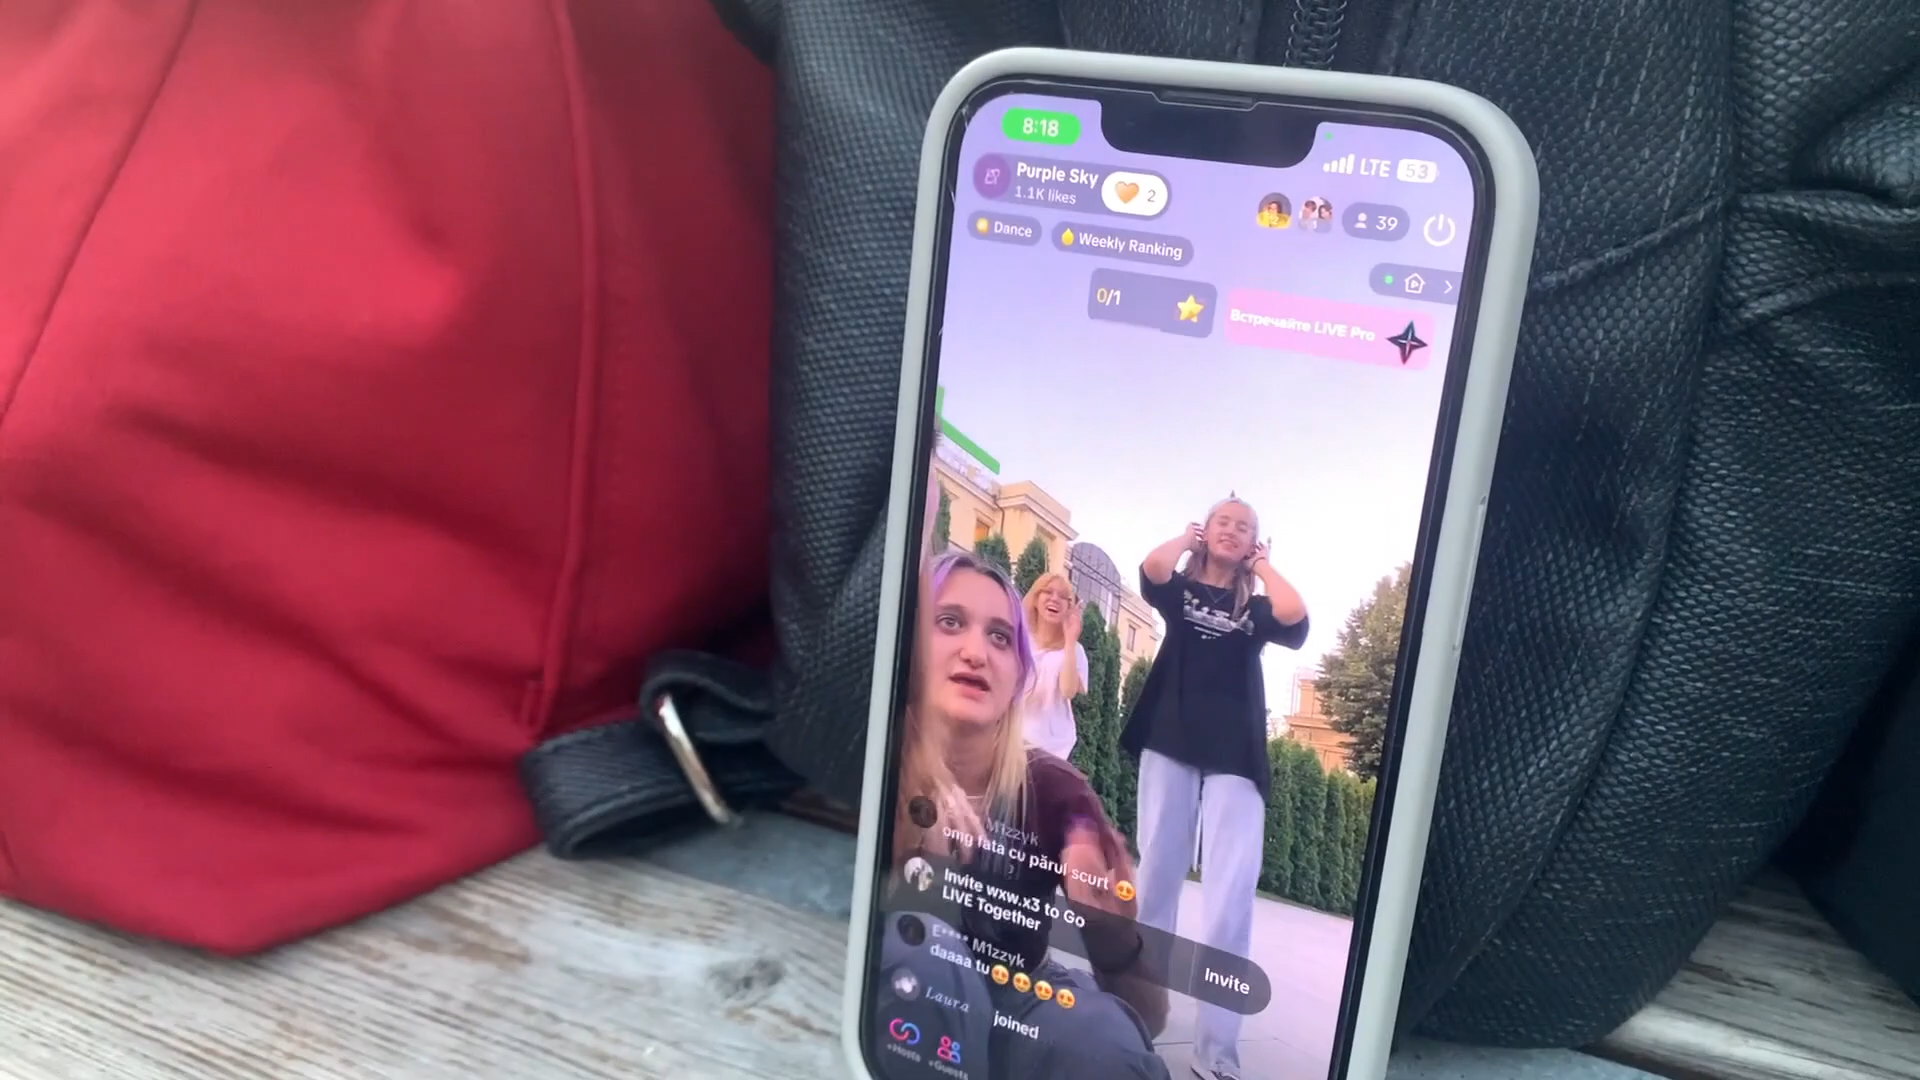 8:18
LTE 53
Purple Sky
1.1K likes
2
39
Dance
Weekly Ranking
0/1
Встречайте LIVE Pro
M1zzyk
omg fata cu părul scurt 😍
Invite wxw.x3 to Go
LIVE Together
Invite
E**** M1zzyk
daaaa tu😍😍😍😍
Laura joined
+Hosts
+Guests